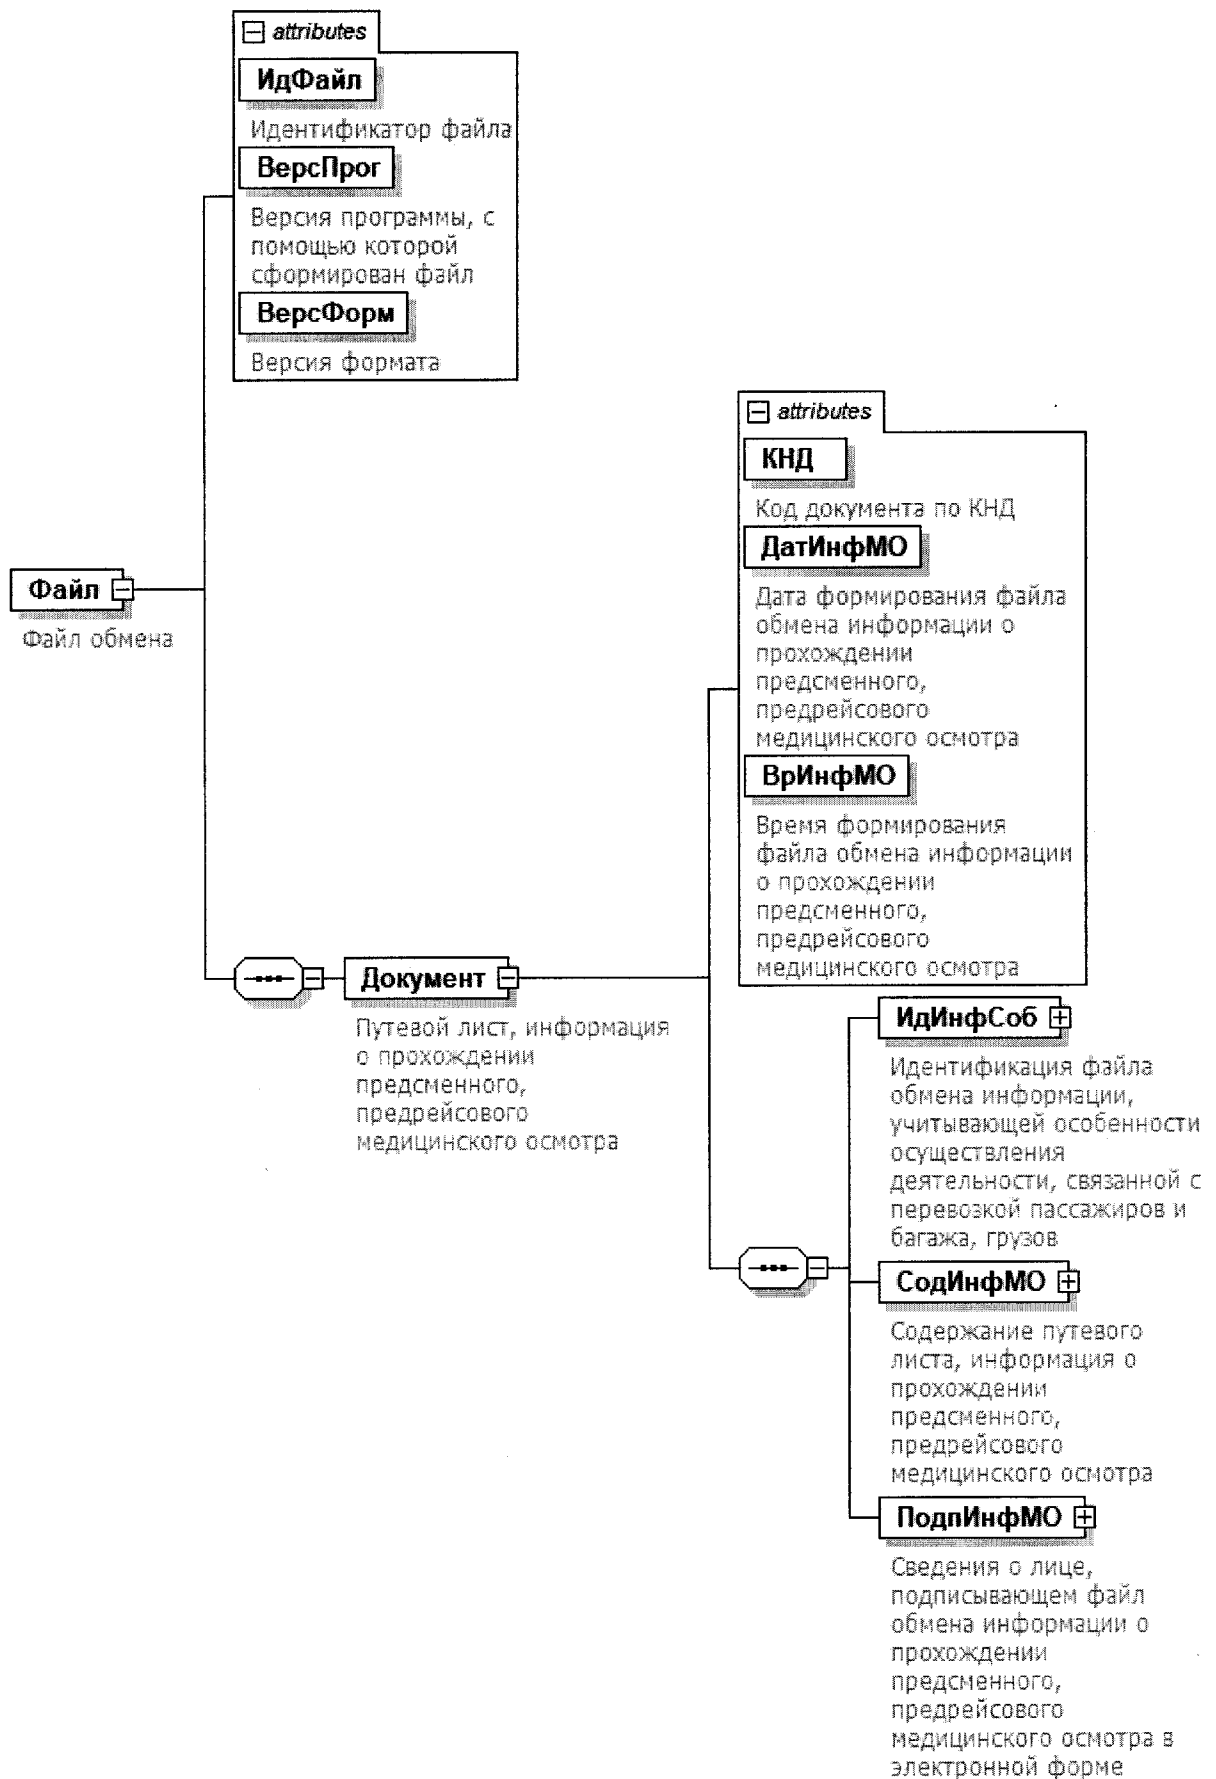 attributes
ИдФайл
Идентификатор файла
ВерсПрог
Версия программы, с
помощью которой
сформирован файл
ВерсФорм
Версия формата
attributes
КНД
Код документа по КНД
ДатИнфМО
Дата формирования файла
обмена информации о
прохождении
предсменного,
предрейсового
медицинского осмотра
ВрИнфМО
Время формирования
файла обмена информации
о прохождении
предсменного,
предрейсового
медицинского осмотра
Файл
Файл обмена
Документ
Путевой лист, информация
о прохождении
предсменного,
предрейсового
медицинского осмотра
ИдИнфСоб
Идентификация файла
обмена информации,
учитывающей особенности
осуществления
деятельности, связанной с
перевозкой пассажиров и
багажа, грузов
СодИнфМО
Содержание путевого
листа, информация о
прохождении
предсменного,
предрейсового
медицинского осмотра
ПодпИнфМО
Сведения о лице,
подписывающем файл
обмена информации о
прохождении
предсменного,
предрейсового
медицинского осмотра в
электронной форме